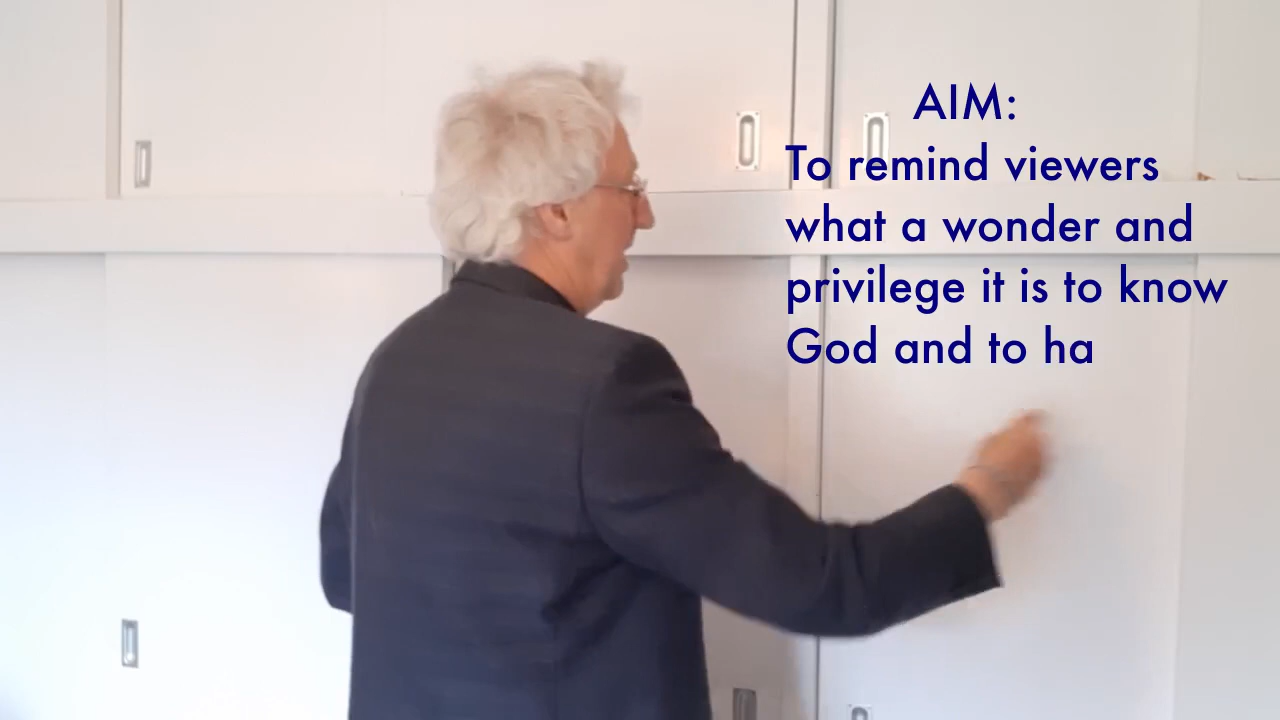 AIM:
To remind viewers
what a wonder and
privilege it is to know
God and to ha